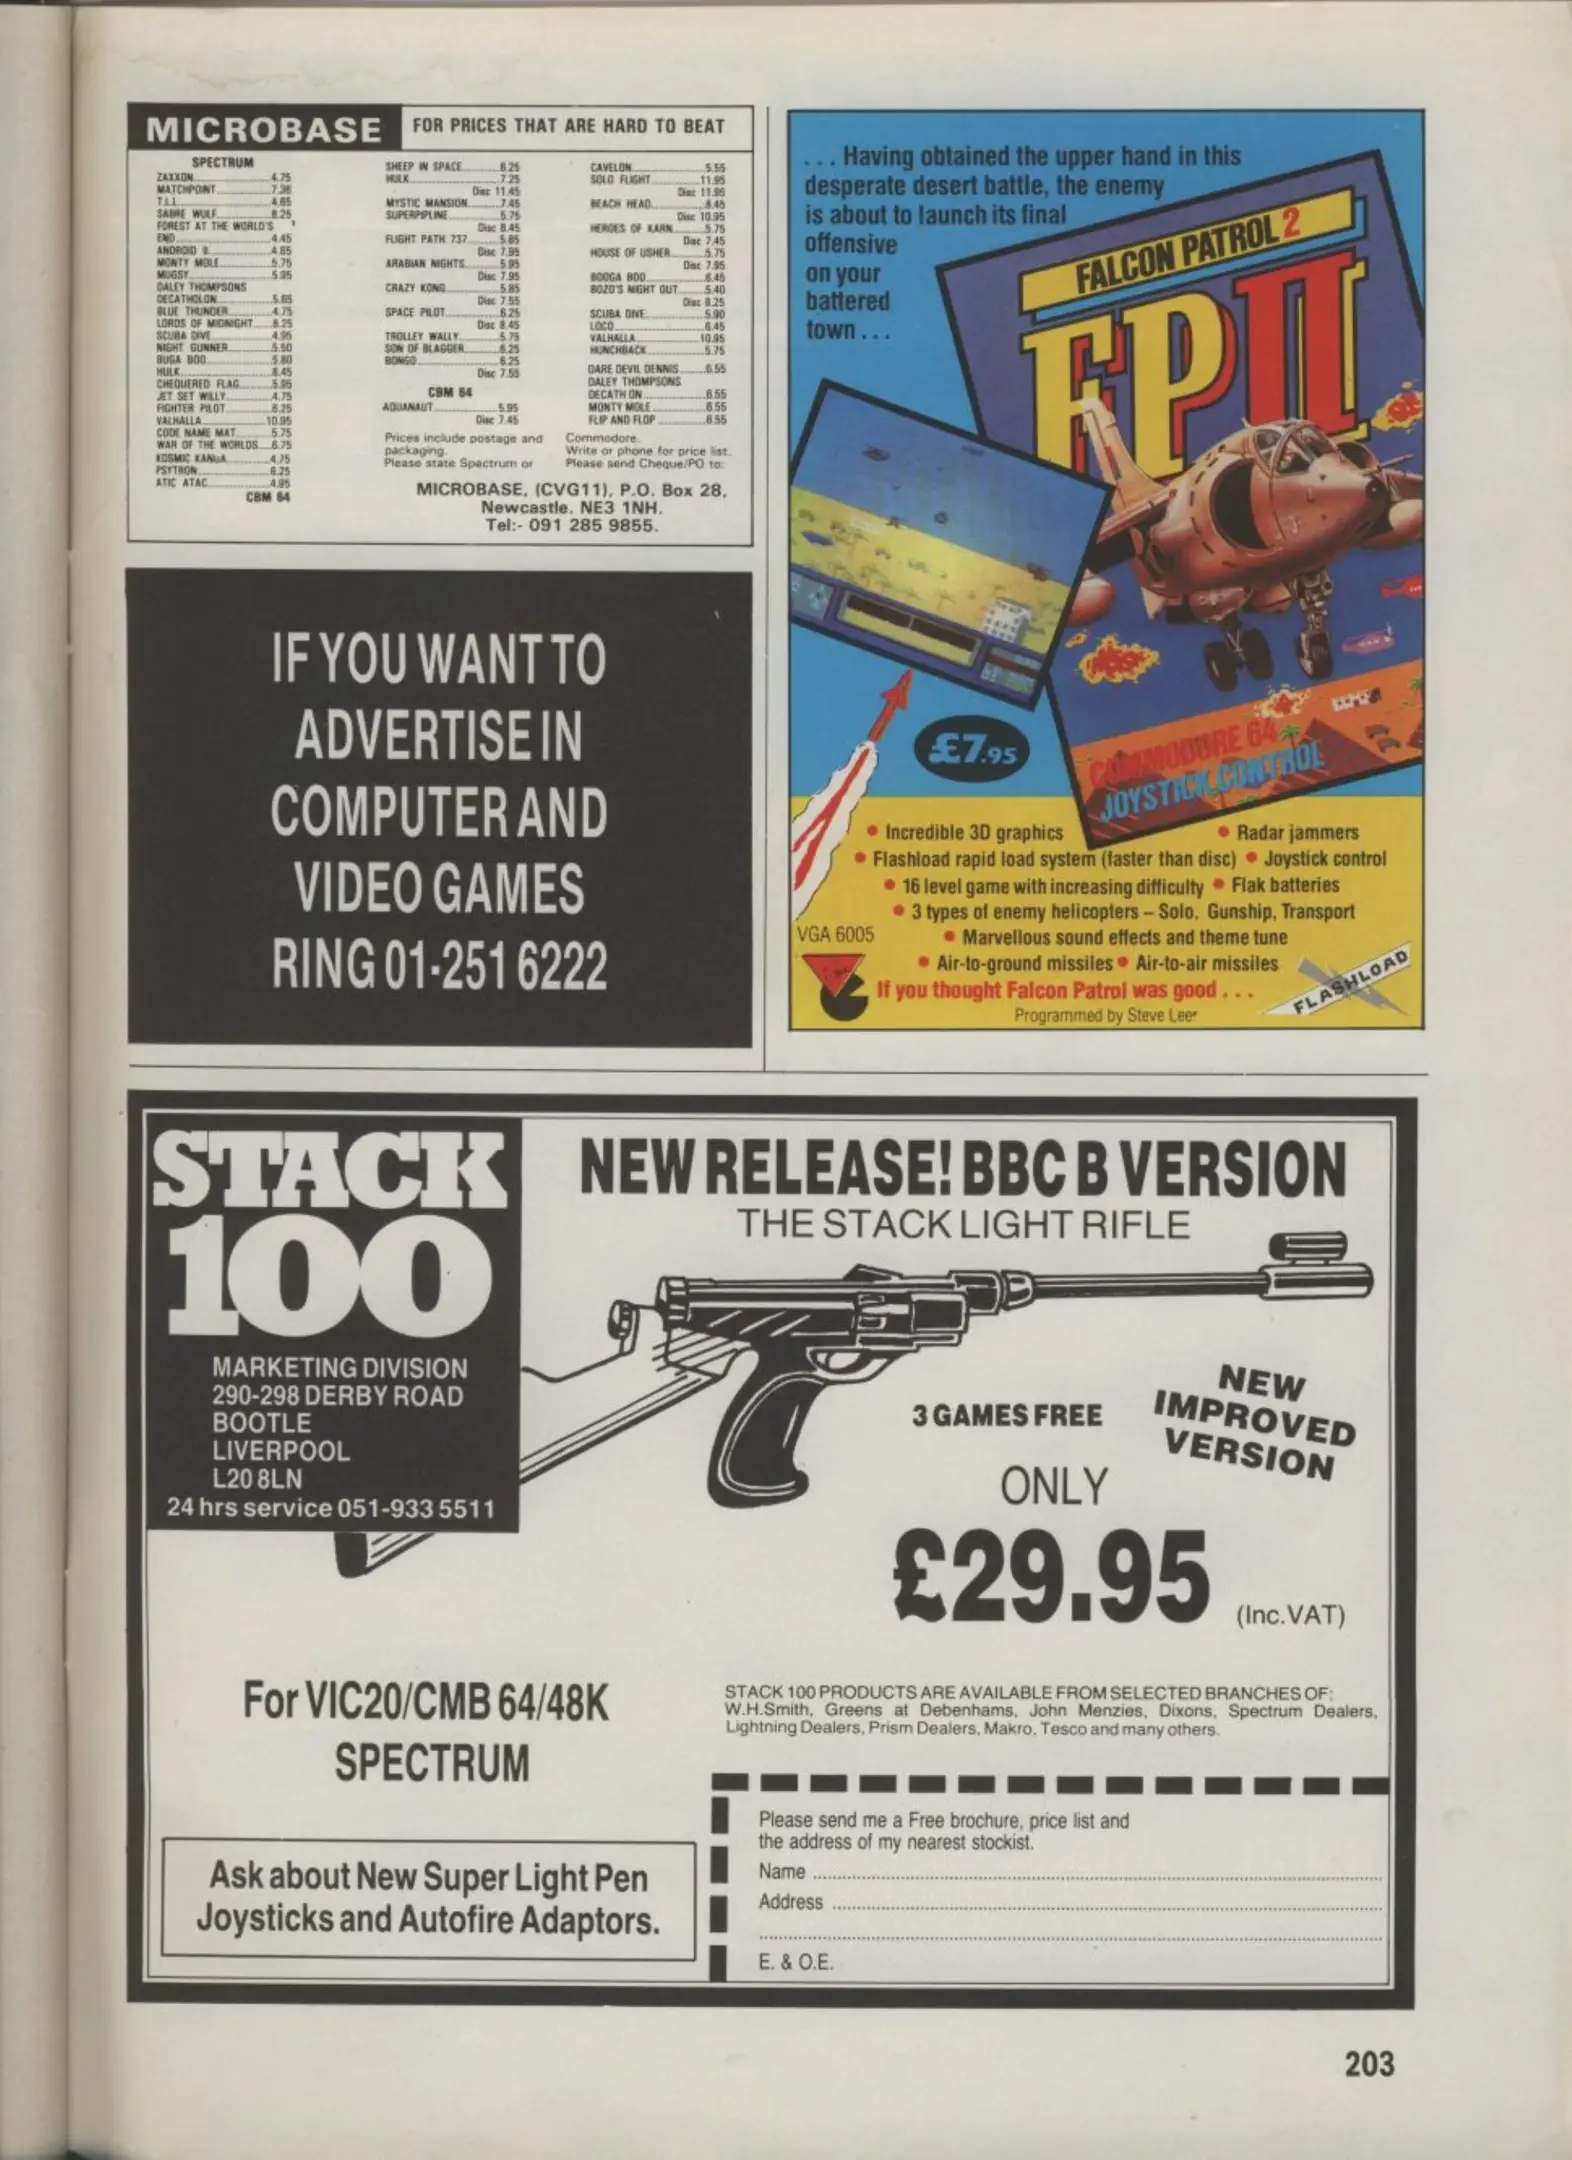 MICROBASE
FOR PRICES THAT ARE HARD TO BEAT
SPECTRUM
ZAXXON 4.75
MATCHPOINT 7.36
T.L.L. 4.65
SABRE WULF 8.25
FOREST AT THE WORLD'S
END 4.45
ANDROID II 4.65
MONTY MOLE 5.75
MUGSY 5.95
DALEY THOMPSONS
DECATHOLON 5.65
BLUE THUNDER 4.75
LORDS OF MIDNIGHT 8.25
SCUBA DIVE 4.95
NIGHT GUNNER 5.50
BUGA BOO 5.80
HULK 8.45
CHEQUERED FLAG 5.95
JET SET WILLY 4.75
FIGHTER PILOT 6.25
VALHALLA 10.95
CODE NAME MAT 5.75
WAR OF THE WORLDS 6.75
KOSMIC KANGA 4.75
PSYTRON 6.25
ATIC ATAC 4.95
CBM 64
SHEEP IN SPACE 6.25
HULK 7.25
Disc 11.45
MYSTIC MANSION 7.45
SUPERPIPLINE 5.75
Disc 8.45
FLIGHT PATH 737 5.85
Disc 7.95
ARABIAN NIGHTS 5.95
Disc 7.95
CRAZY KONG 5.85
Disc 7.55
SPACE PILOT 6.25
Disc 8.45
TROLLEY WALLY 5.75
SON OF BLAGGER 6.25
BONGO 6.25
Disc 7.55
CBM 64
AQUANAUT 5.95
Disc 7.45
CAVELON 5.55
SOLO FLIGHT 11.95
Disc 11.95
BEACH HEAD 8.45
Disc 10.95
HEROES OF KARN 5.75
Disc 7.45
HOUSE OF USHER 5.75
Disc 7.95
BOOGA BOO 6.45
BOZO'S NIGHT OUT 5.40
Disc 8.25
SCUBA DIVE 5.90
LOCO 6.45
VALHALLA 10.95
HUNCHBACK 5.75
DARE DEVIL DENNIS 6.55
DALEY THOMPSONS
DECATH ON 6.55
MONTY MOLE 6.55
FLIP AND FLOP 6.55
Prices include postage and
packaging.
Please state Spectrum or
Commodore.
Write or phone for price list.
Please send Cheque/PO to:
MICROBASE, (CVG11), P.O. Box 28,
Newcastle. NE3 1NH.
Tel:- 091 285 9855.
IF YOU WANT TO
ADVERTISE IN
COMPUTER AND
VIDEO GAMES
RING 01-251 6222
... Having obtained the upper hand in this
desperate desert battle, the enemy
is about to launch its final
offensive
on your
battered
town ...
FALCON PATROL 2
FP II
£7.95
COMMODORE 64
JOYSTICK CONTROL
• Incredible 3D graphics • Radar jammers
• Flashload rapid load system (faster than disc) • Joystick control
• 16 level game with increasing difficulty • Flak batteries
• 3 types of enemy helicopters – Solo, Gunship, Transport
VGA 6005
• Marvellous sound effects and theme tune
• Air-to-ground missiles • Air-to-air missiles
If you thought Falcon Patrol was good ...
Programmed by Steve Lee
FLASHLOAD
STACK
100
MARKETING DIVISION
290-298 DERBY ROAD
BOOTLE
LIVERPOOL
L20 8LN
24 hrs service 051-933 5511
NEW RELEASE! BBC B VERSION
THE STACK LIGHT RIFLE
3 GAMES FREE
NEW
IMPROVED
VERSION
ONLY
£29.95
(Inc.VAT)
For VIC20/CMB 64/48K
SPECTRUM
STACK 100 PRODUCTS ARE AVAILABLE FROM SELECTED BRANCHES OF:
W.H.Smith, Greens at Debenhams, John Menzies, Dixons, Spectrum Dealers,
Lightning Dealers, Prism Dealers, Makro, Tesco and many others.
Ask about New Super Light Pen
Joysticks and Autofire Adaptors.
Please send me a Free brochure, price list and
the address of my nearest stockist.
Name
Address
E. & O.E.
203